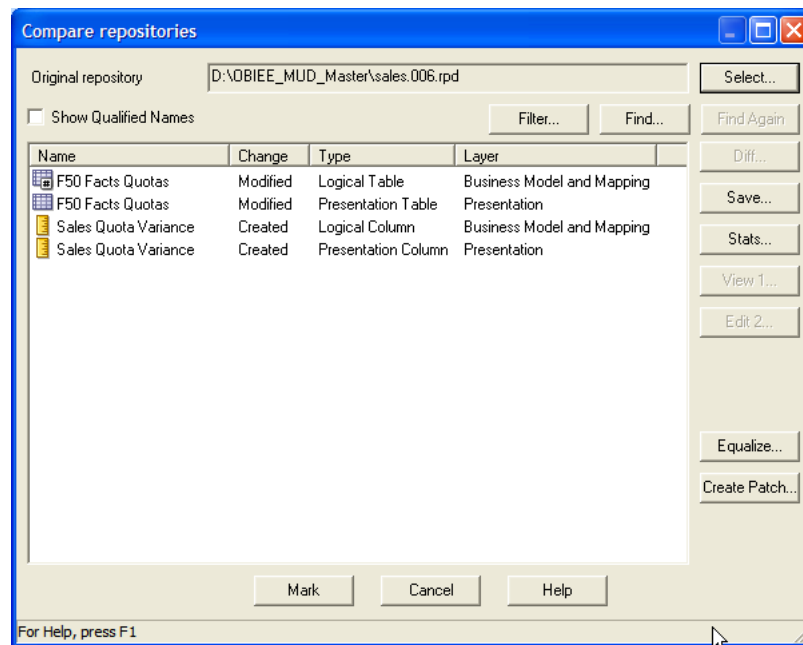 Compare repositories
Original repository D:\OBIEE_MUD_Master\sales.006.rpd Select...
Show Qualified Names Filter... Find... Find Again
Name Change Type Layer Diff...
F50 Facts Quotas Modified Logical Table Business Model and Mapping
F50 Facts Quotas Modified Presentation Table Presentation Save...
Sales Quota Variance Created Logical Column Business Model and Mapping
Sales Quota Variance Created Presentation Column Presentation Stats...
View 1...
Edit 2...
Equalize...
Create Patch...
Mark Cancel Help
For Help, press F1